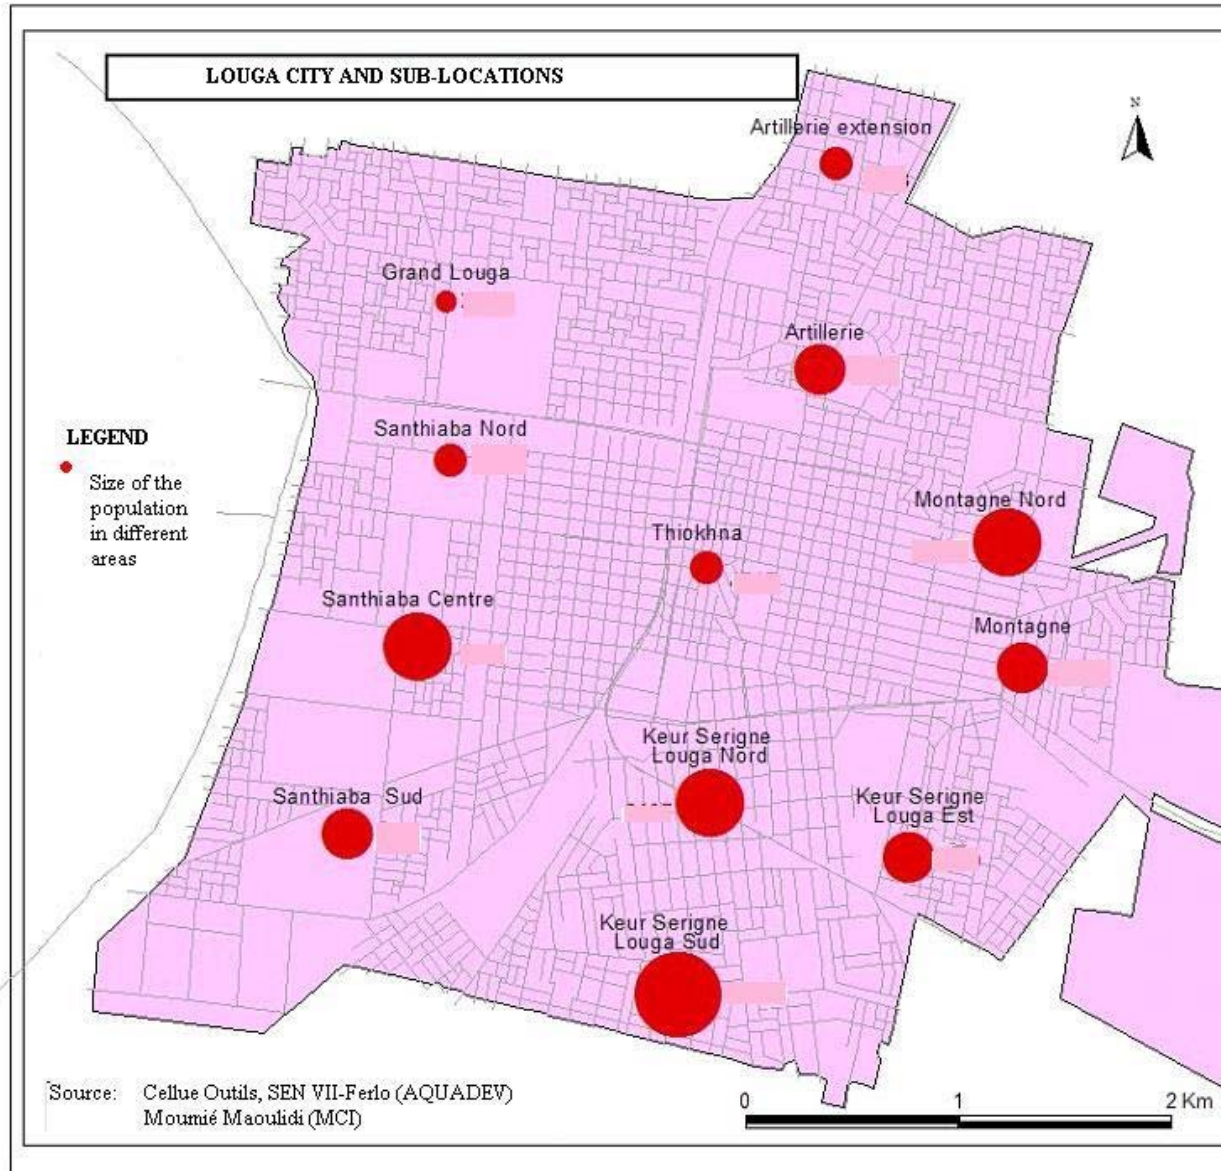 LOUGA CITY AND SUB-LOCATIONS
N
Artillerie extension
Grand Louga
Artillerie
LEGEND
Size of the
population
in different
areas
Santhiaba Nord
Montagne Nord
Thiokhna
Santhiaba Centre
Montagne
Keur Serigne
Louga Nord
Santhiaba Sud
Keur Serigne
Louga Est
Keur Serigne
Louga Sud
Source: Cellue Outils, SEN VII-Ferlo (AQUADEV)
Moumié Maoulidi (MCI)
0 1 2 Km